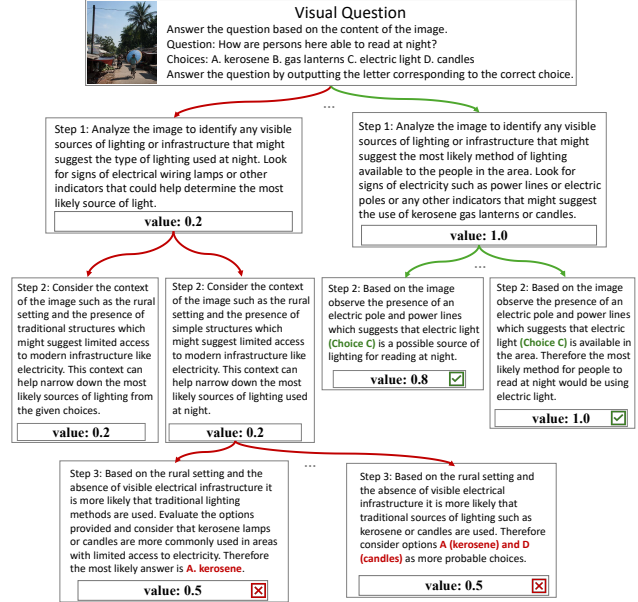 Visual Question
Answer the question based on the content of the image.
Question: How are persons here able to read at night?
Choices: A. kerosene B. gas lanterns C. electric light D. candles
Answer the question by outputting the letter corresponding to the correct choice.
...
Step 1: Analyze the image to identify any visible
sources of lighting or infrastructure that might
suggest the type of lighting used at night. Look
for signs of electrical wiring lamps or other
indicators that could help determine the most
likely source of light.
value: 0.2
Step 1: Analyze the image to identify any visible
sources of lighting or infrastructure that might
suggest the most likely method of lighting
available to the people in the area. Look for
signs of electricity such as power lines or electric
poles or any other indicators that might suggest
the use of kerosene gas lanterns or candles.
value: 1.0
...
Step 2: Consider the context
of the image such as the rural
setting and the presence of
traditional structures which
might suggest limited access
to modern infrastructure like
electricity. This context can
help narrow down the most
likely sources of lighting from
the given choices.
value: 0.2
Step 2: Consider the context
of the image such as the rural
setting and the presence of
simple structures which
might suggest limited access
to modern infrastructure like
electricity. This context can
help narrow down the most
likely sources of lighting used
at night.
value: 0.2
Step 2: Based on the image
observe the presence of an
electric pole and power lines
which suggests that electric light
(Choice C) is a possible source of
lighting for reading at night.
value: 0.8
Step 2: Based on the image
observe the presence of an
electric pole and power lines
which suggests that electric
light (Choice C) is available in
the area. Therefore the most
likely method for people to
read at night would be using
electric light.
value: 1.0
...
Step 3: Based on the rural setting and the
absence of visible electrical infrastructure it
is more likely that traditional lighting
methods are used. Evaluate the options
provided and consider that kerosene lamps
or candles are more commonly used in areas
with limited access to electricity. Therefore
the most likely answer is A. kerosene.
value: 0.5
Step 3: Based on the rural setting and
the absence of visible electrical
infrastructure it is more likely that
traditional sources of lighting such as
kerosene or candles are used. Therefore
consider options A (kerosene) and D
(candles) as more probable choices.
value: 0.5